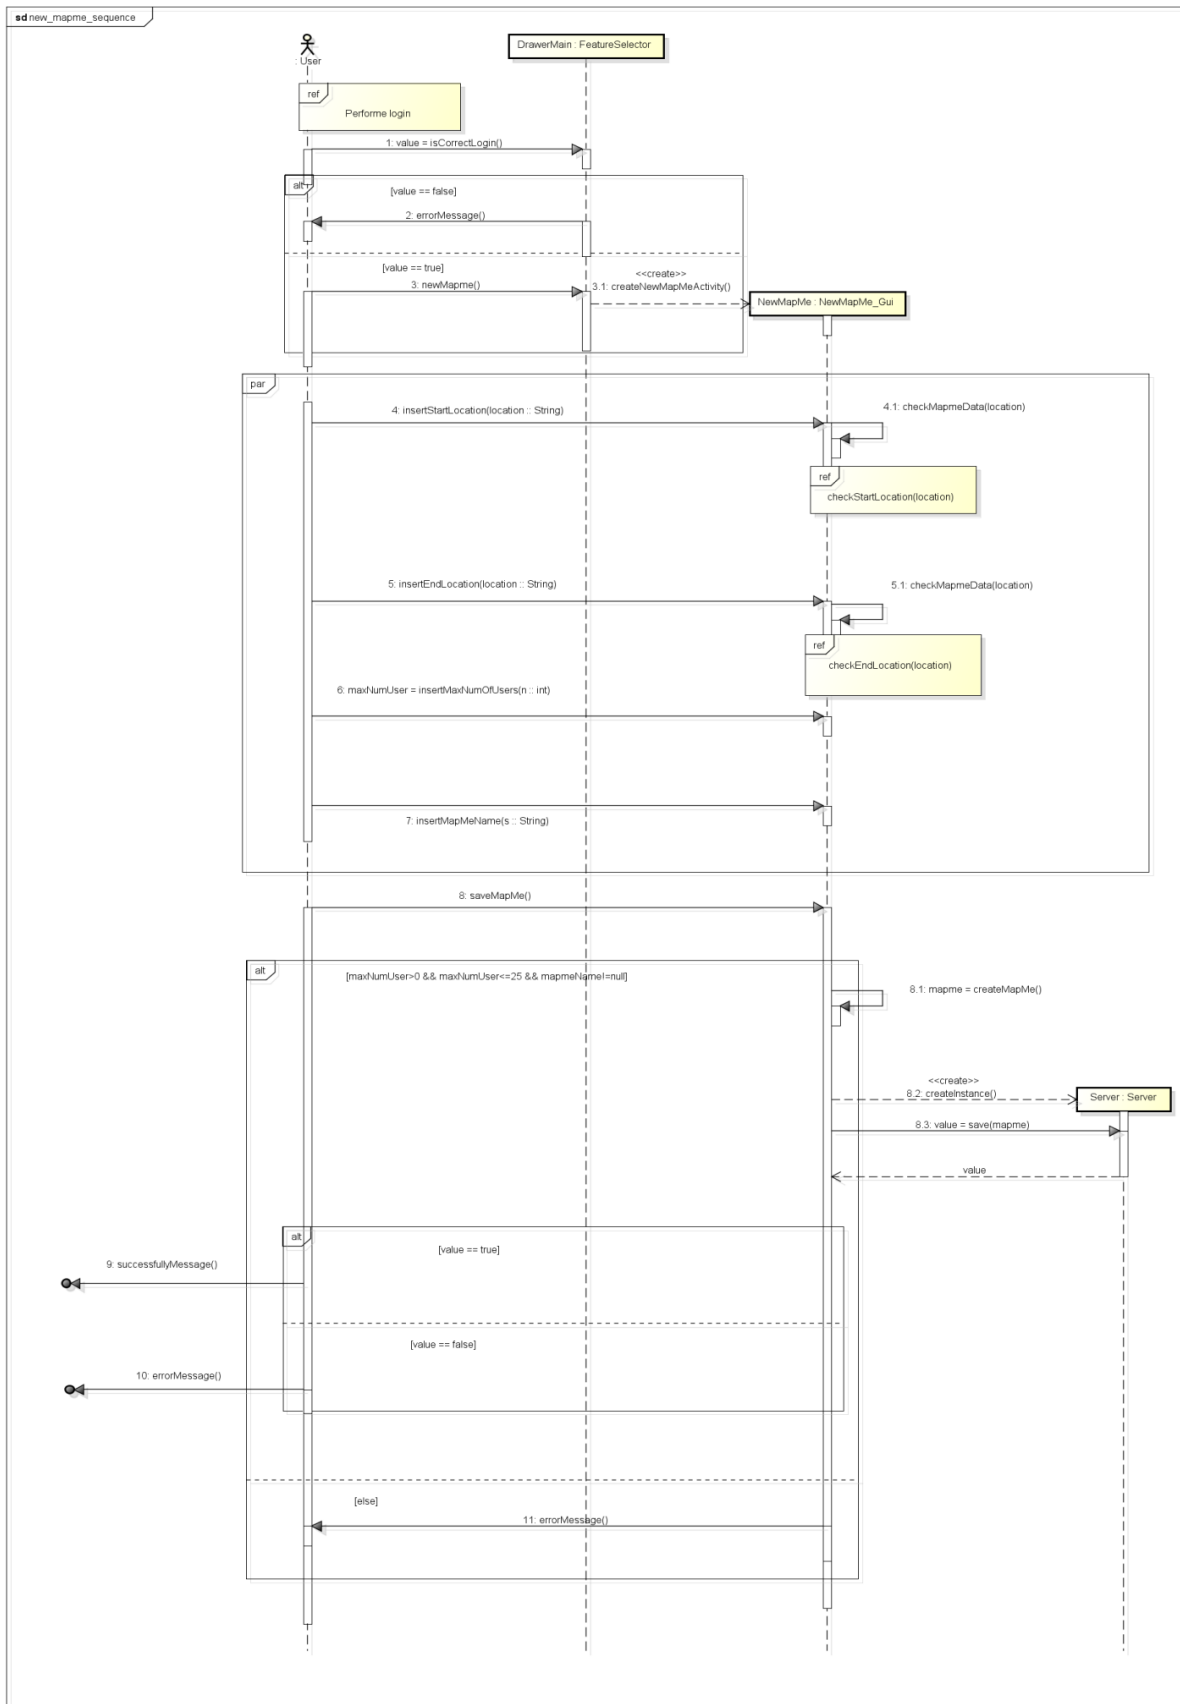 sd new_mapme_sequence
: User
DrawerMain : FeatureSelector
ref
Performe login
1: value = isCorrectLogin()
alt
[value == false]
2: errorMessage()
[value == true]
3: newMapme()
<<create>>
3.1: createNewMapMeActivity()
NewMapMe : NewMapMe_Gui
par
4: insertStartLocation(location :: String)
4.1: checkMapmeData(location)
ref
checkStartLocation(location)
5: insertEndLocation(location :: String)
5.1: checkMapmeData(location)
ref
checkEndLocation(location)
6: maxNumUser = insertMaxNumOfUsers(n :: int)
7: insertMapMeName(s :: String)
8: saveMapMe()
alt
[maxNumUser>0 && maxNumUser<=25 && mapmeName!=null]
8.1: mapme = createMapMe()
<<create>>
8.2: createInstance()
Server : Server
8.3: value = save(mapme)
value
alt
[value == true]
9: successfullyMessage()
[value == false]
10: errorMessage()
[else]
11: errorMessage()